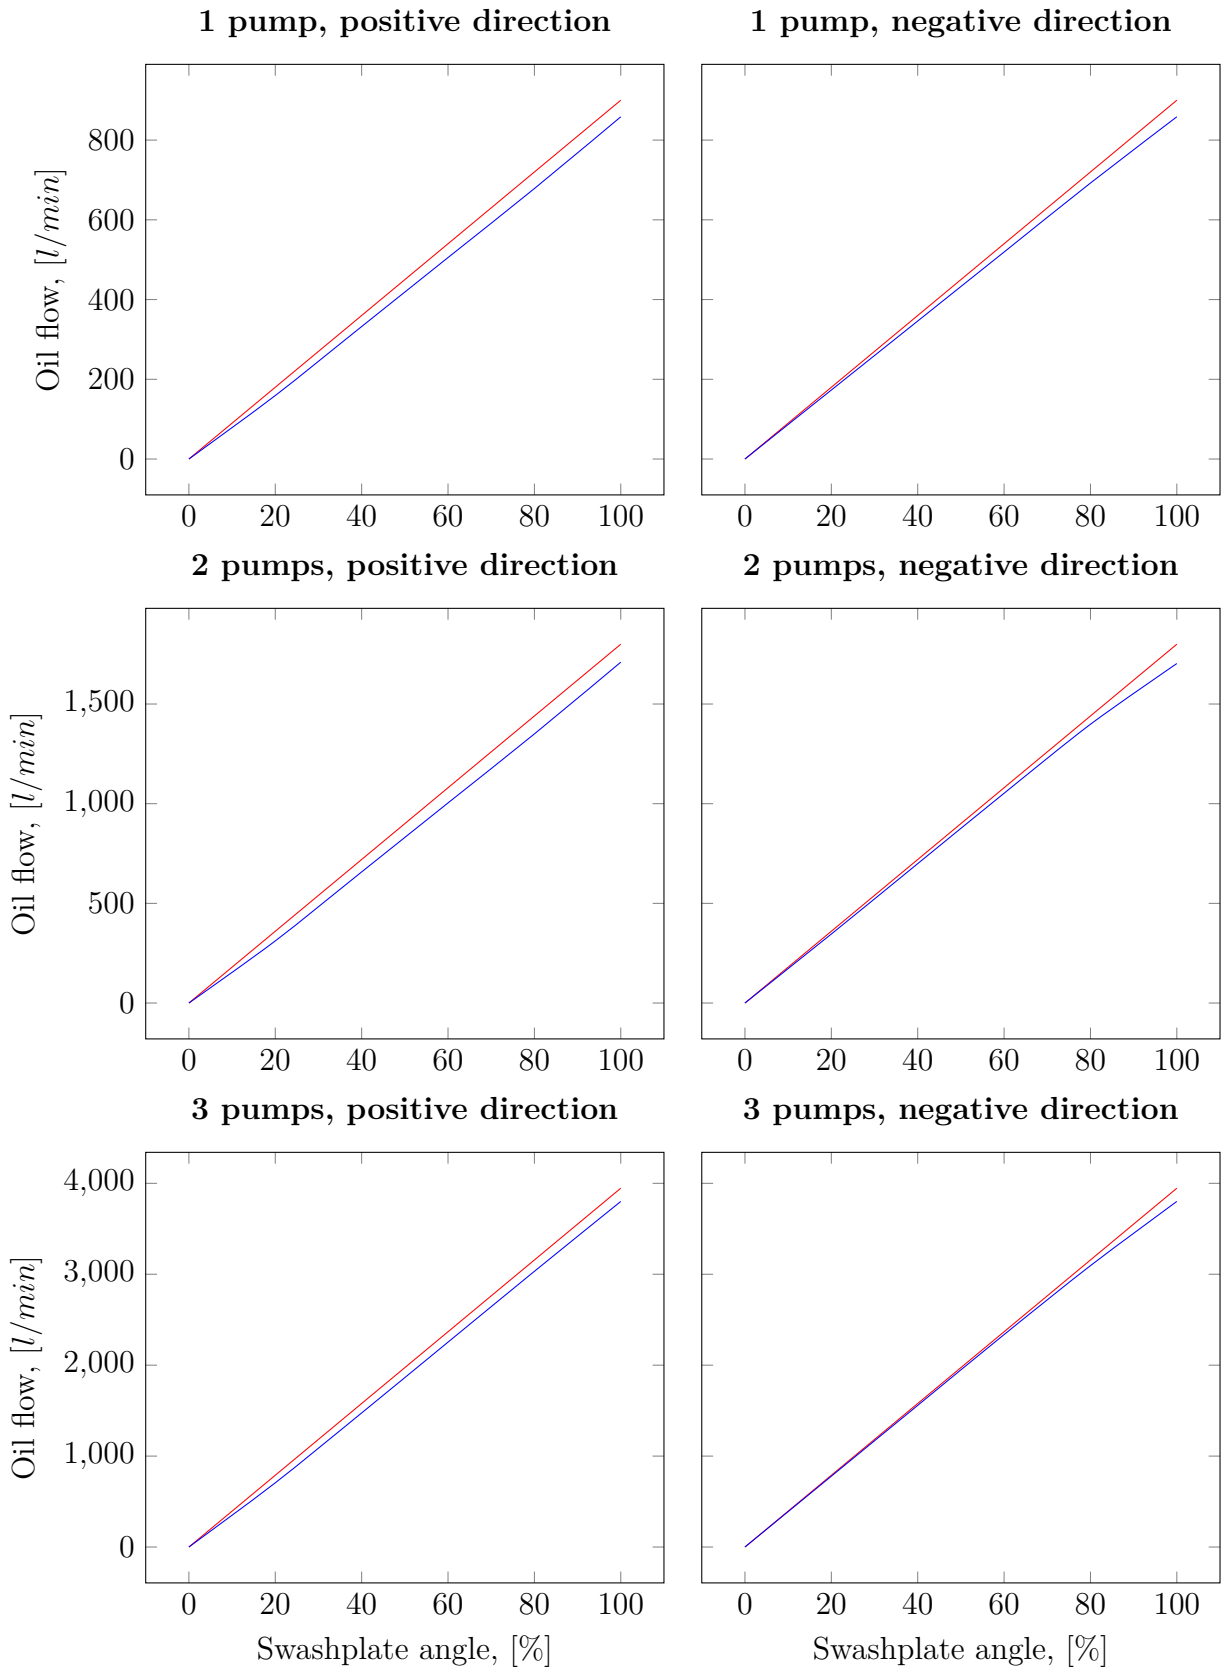 1 pump, positive direction
1 pump, negative direction
800
600
400
200
0
Oil flow, [l/min]
0 20 40 60 80 100
0 20 40 60 80 100
2 pumps, positive direction
2 pumps, negative direction
1,500
1,000
500
0
Oil flow, [l/min]
0 20 40 60 80 100
0 20 40 60 80 100
3 pumps, positive direction
3 pumps, negative direction
4,000
3,000
2,000
1,000
0
Oil flow, [l/min]
0 20 40 60 80 100
0 20 40 60 80 100
Swashplate angle, [%]
Swashplate angle, [%]